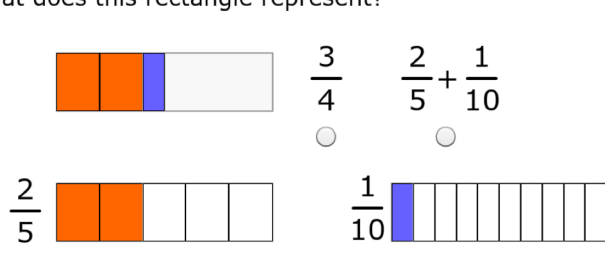 at does this rectangle represent?
3/4 2/5 + 1/10
2/5 1/10